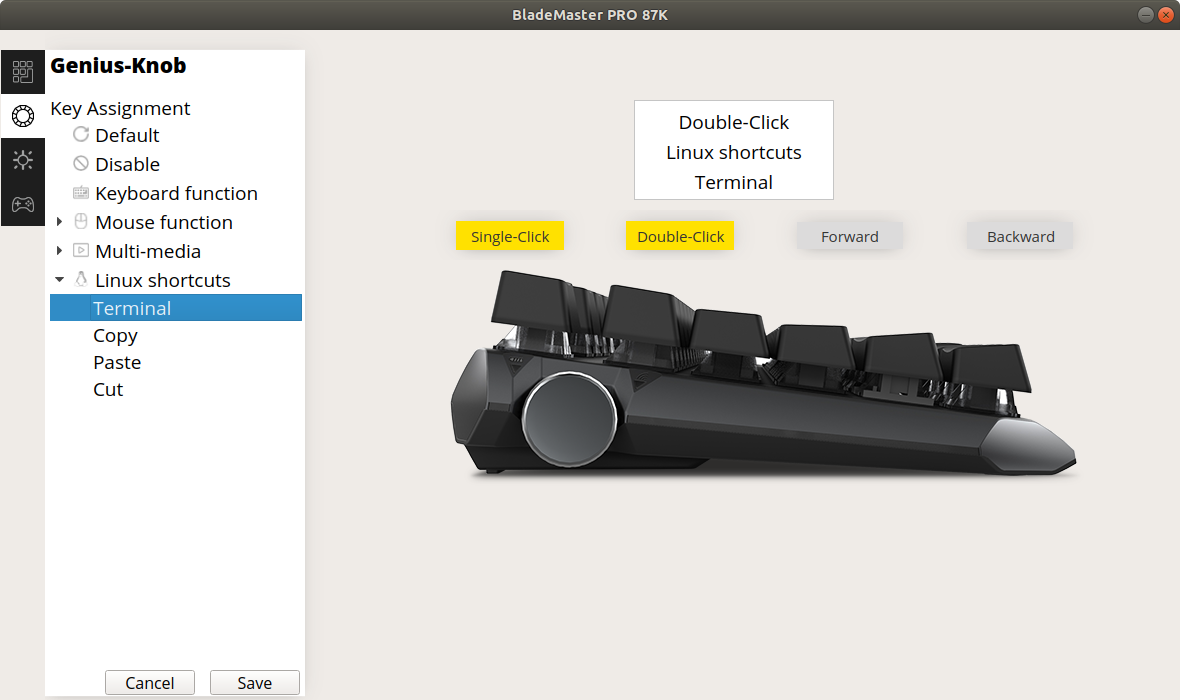 BladeMaster PRO 87K
Genius-Knob
Key Assignment
Default
Disable
Keyboard function
Mouse function
Multi-media
Linux shortcuts
Terminal
Copy
Paste
Cut
Cancel
Save
Double-Click
Linux shortcuts
Terminal
Single-Click
Double-Click
Forward
Backward